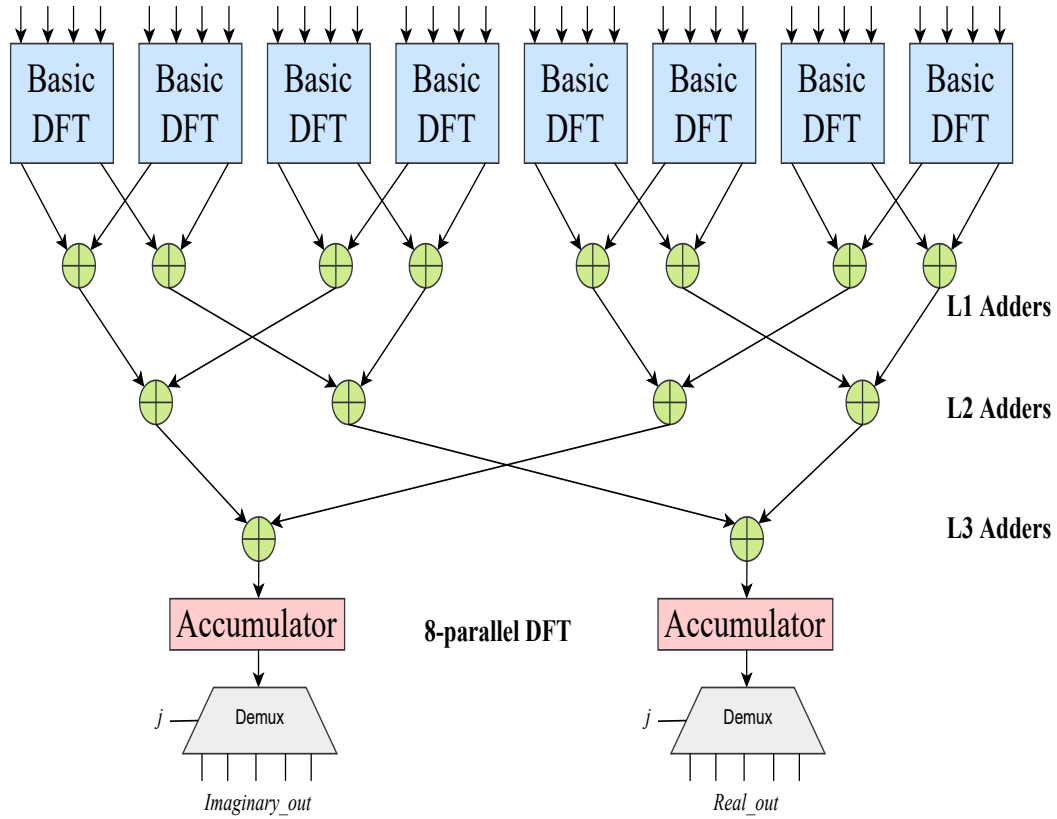 Basic DFT
Basic DFT
Basic DFT
Basic DFT
Basic DFT
Basic DFT
Basic DFT
Basic DFT
L1 Adders
L2 Adders
L3 Adders
Accumulator
8-parallel DFT
Accumulator
j
Demux
j
Demux
Imaginary_out
Real_out